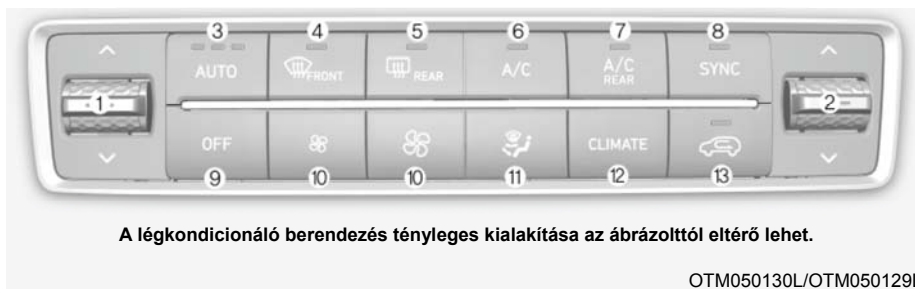 3 4 5 6 7 8
AUTO FRONT REAR A/C A/C REAR SYNC
1 2
OFF CLIMATE
9 10 10 11 12 13
A légkondicionáló berendezés tényleges kialakítása az ábrázolttól eltérő lehet.
OTM050130L/OTM050129L